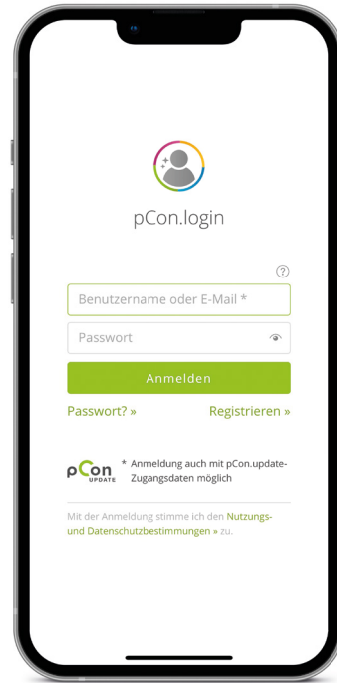 pCon.login
Benutzername oder E-Mail *
Passwort
Anmelden
Passwort? » Registrieren »
pCon UPDATE
* Anmeldung auch mit pCon.update-
Zugangsdaten möglich
Mit der Anmeldung stimme ich den Nutzungs-
und Datenschutzbestimmungen » zu.